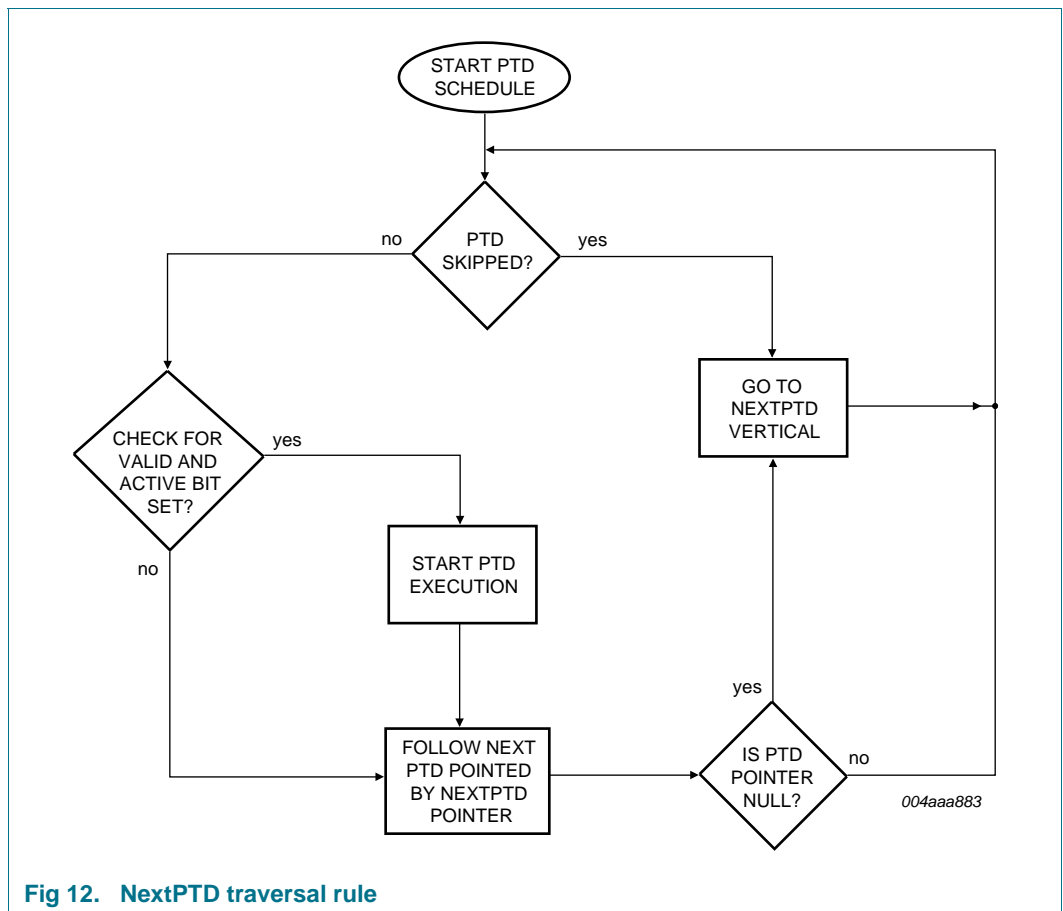 START PTD
SCHEDULE
PTD
SKIPPED?
no
yes
GO TO
NEXTPTD
VERTICAL
CHECK FOR
VALID AND
ACTIVE BIT
SET?
yes
no
START PTD
EXECUTION
FOLLOW NEXT
PTD POINTED
BY NEXTPTD
POINTER
IS PTD
POINTER
NULL?
yes
no
004aaa883
Fig 12. NextPTD traversal rule